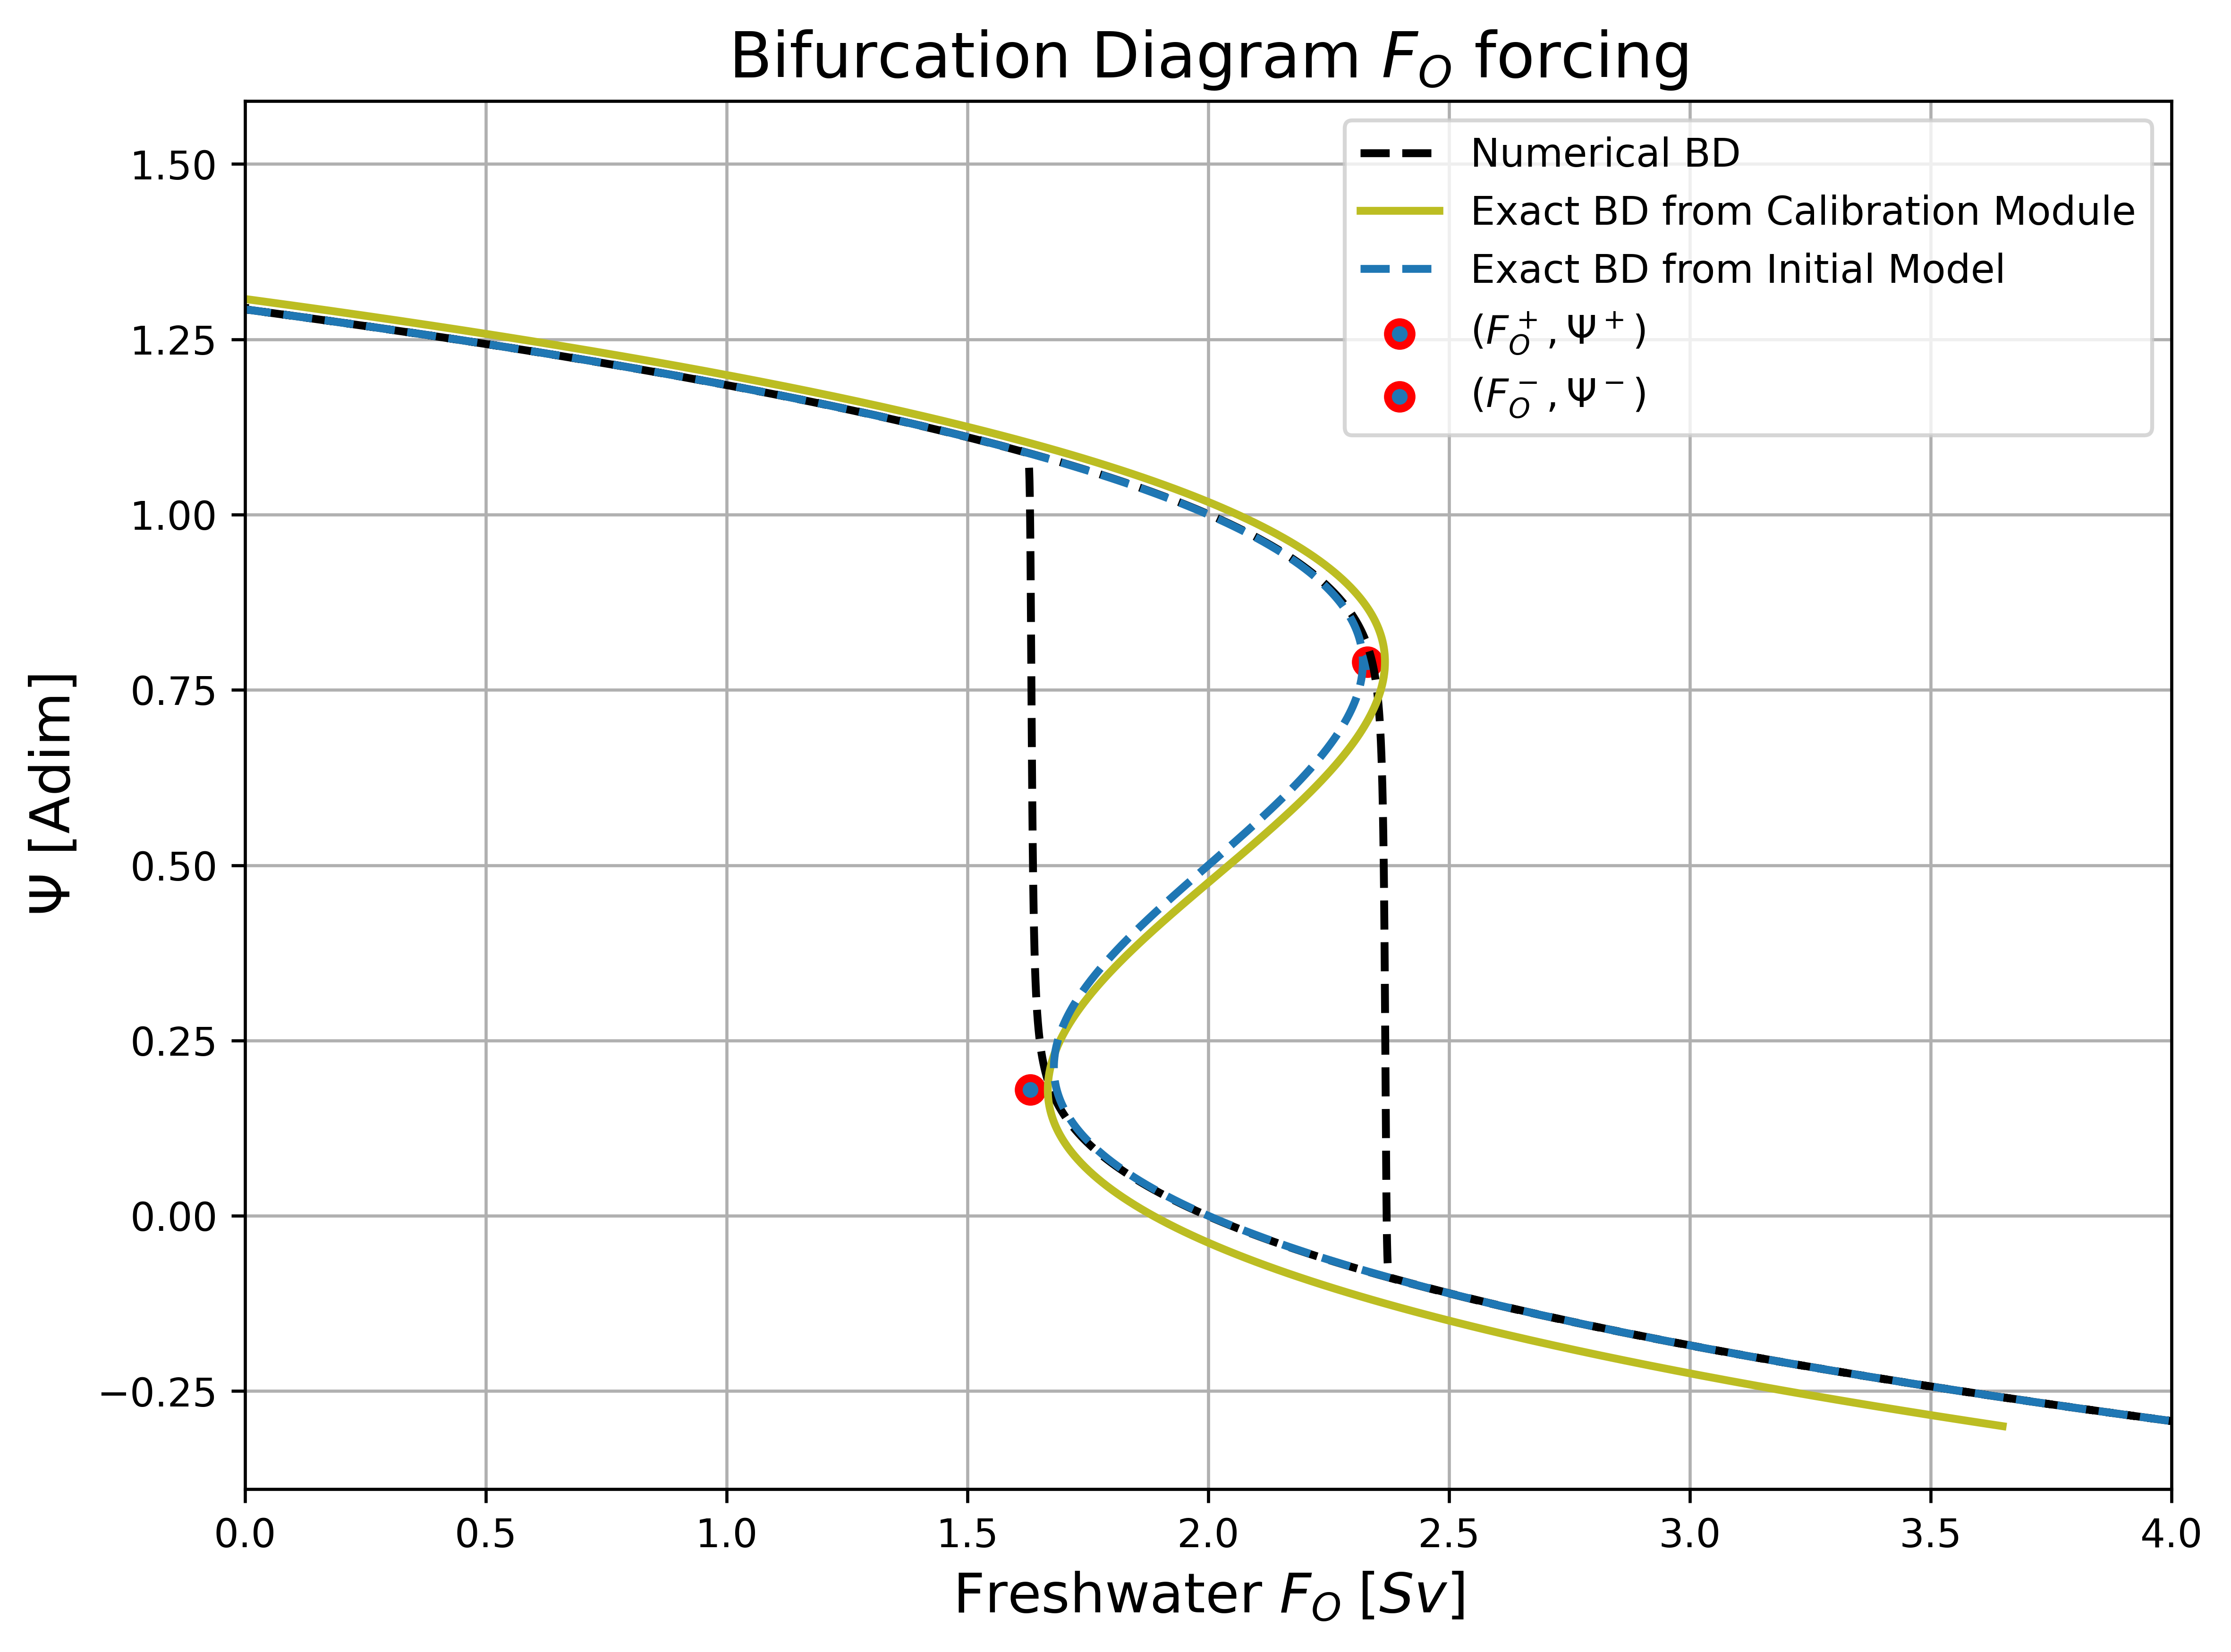 Bifurcation Diagram F_O forcing
Numerical BD
Exact BD from Calibration Module
Exact BD from Initial Model
(F_O^+, Ψ^+)
(F_O^−, Ψ^−)
1.50
1.25
1.00
0.75
0.50
0.25
0.00
−0.25
Ψ [Adim]
0.0 0.5 1.0 1.5 2.0 2.5 3.0 3.5 4.0
Freshwater F_O [Sv]